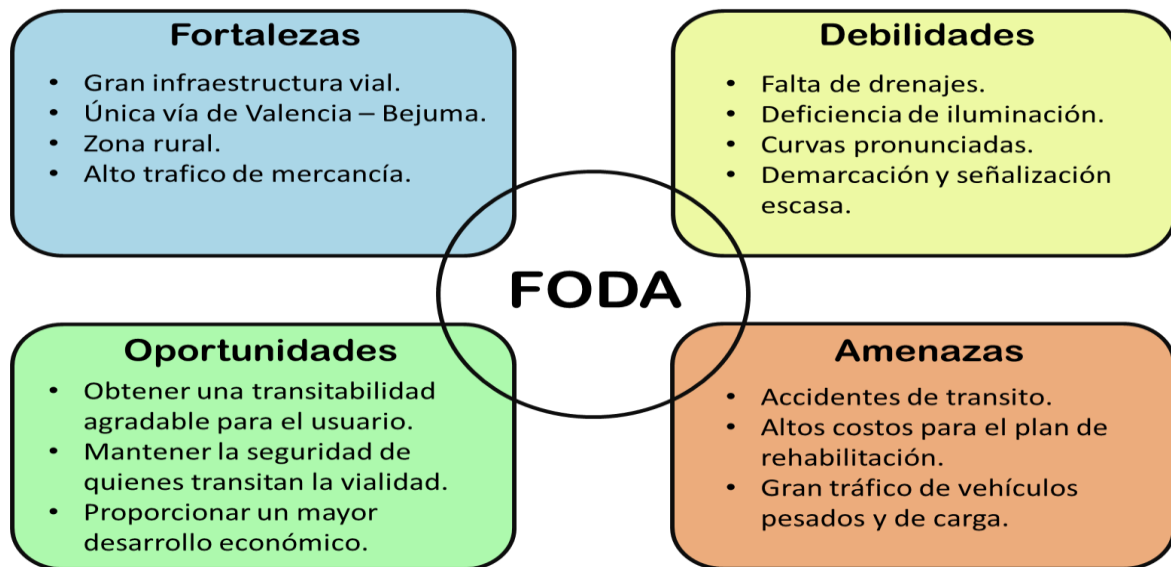 Fortalezas
• Gran infraestructura vial.
• Única vía de Valencia – Bejuma.
• Zona rural.
• Alto trafico de mercancía.
Debilidades
• Falta de drenajes.
• Deficiencia de iluminación.
• Curvas pronunciadas.
• Demarcación y señalización
escasa.
FODA
Oportunidades
• Obtener una transitabilidad
agradable para el usuario.
• Mantener la seguridad de
quienes transitan la vialidad.
• Proporcionar un mayor
desarrollo económico.
Amenazas
• Accidentes de transito.
• Altos costos para el plan de
rehabilitación.
• Gran tráfico de vehículos
pesados y de carga.